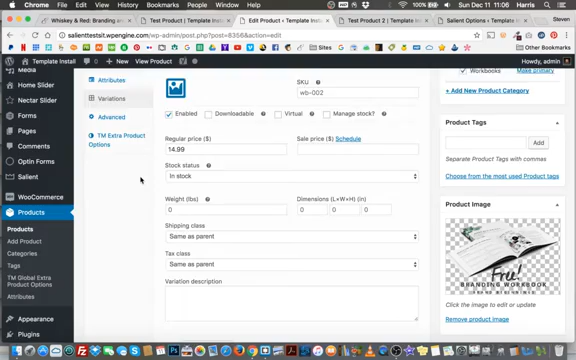 Chrome File Edit View History Bookmarks People Window Help
Sun Dec 11 11:06 Harris
Whiskey & Red: Branding
Test Product | Template Insta
Edit Product ‹ Template Instal
Test Product 2 | Template Ins
Salient Options ‹ Template Ins
Steven
salienttestsit.wpengine.com/wp-admin/post.php?post=8356&action=edit
Sites
Other Bookmarks
Template Install
New
View Product
Howdy, admin
Media
Home Slider
Nectar Slider
Forms
Pages
Comments
Optin Forms
Salient
WooCommerce
Products
Products
Add Product
Categories
Tags
TM Global Extra
Product Options
Attributes
Appearance
Plugins
Attributes
Variations
Advanced
TM Extra Product
Options
SKU
wb-002
Enabled
Downloadable
Virtual
Manage stock?
Regular price ($)
14.99
Sale price ($) Schedule
Stock status
In stock
Weight (lbs)
0
Dimensions (L×W×H) (in)
0
0
0
Shipping class
Same as parent
Tax class
Same as parent
Variation description
Workbooks
Make primary
+ Add New Product Category
Product Tags
Add
Separate Product Tags with commas
Choose from the most used Product tags
Product Image
Free!
BRANDING WORKBOOK
Click the image to edit or update
Remove product image